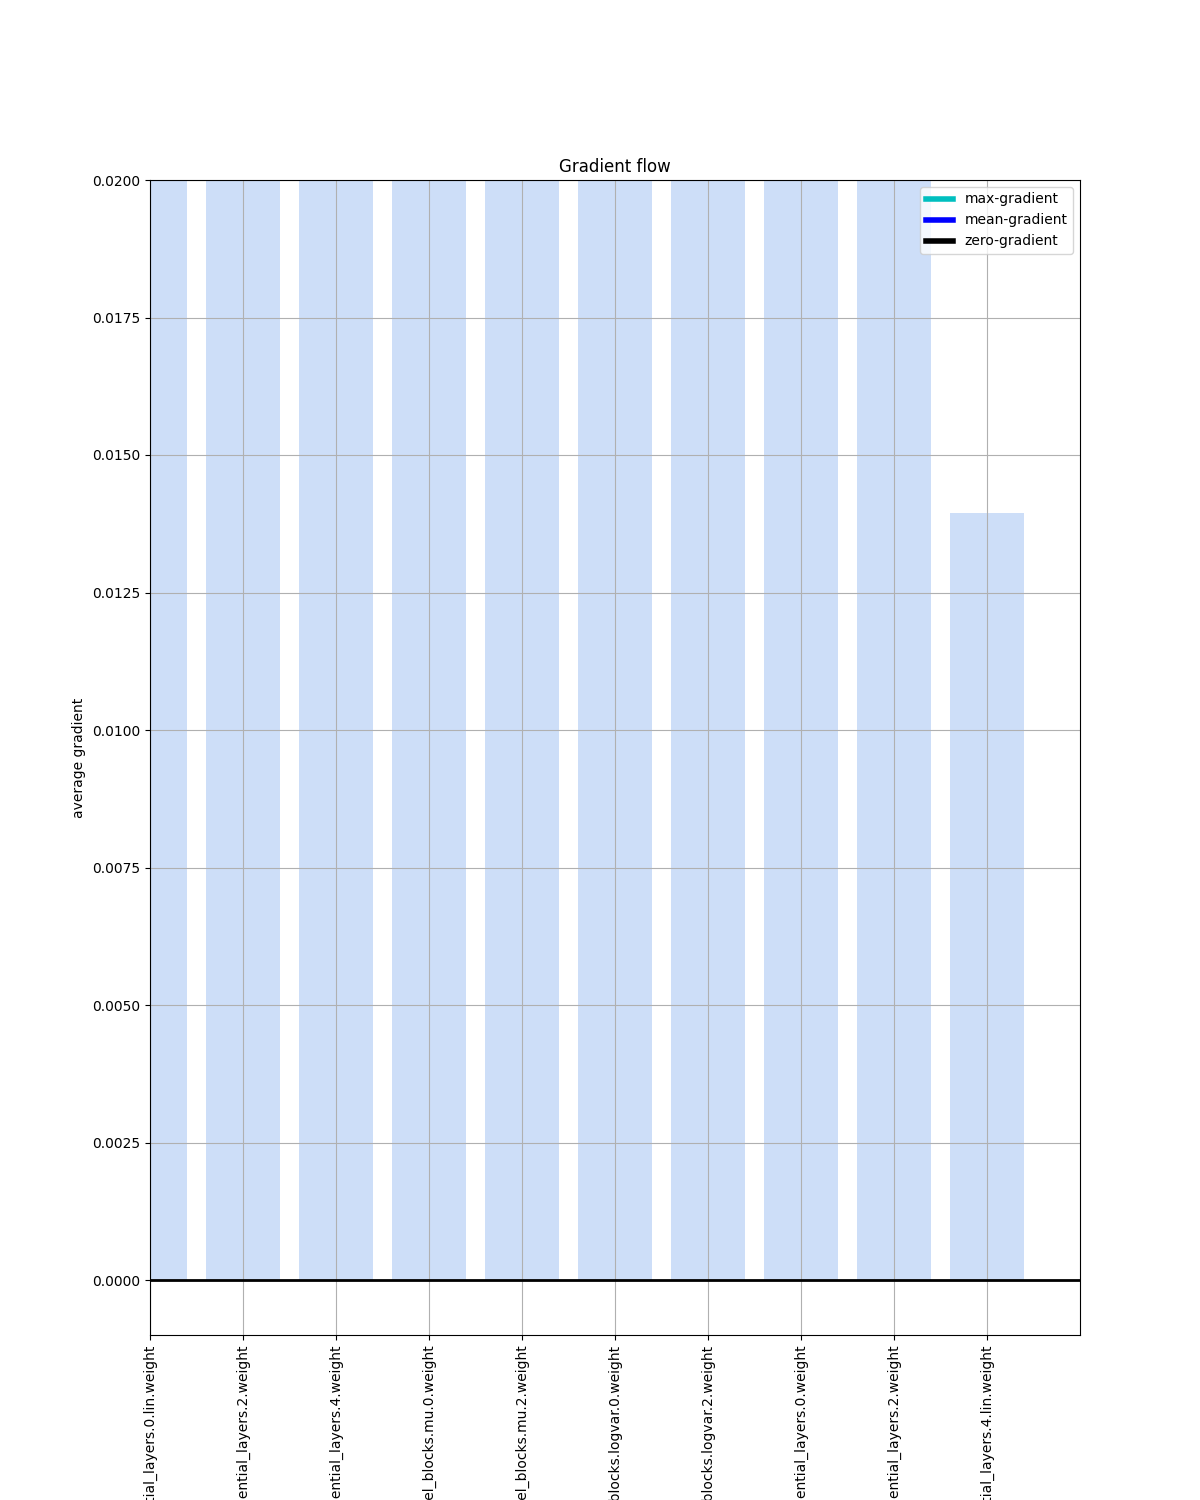 Gradient flow
max-gradient
mean-gradient
zero-gradient
0.0200
0.0175
0.0150
0.0125
0.0100
0.0075
0.0050
0.0025
0.0000
average gradient
tial_layers.0.lin.weight
ential_layers.2.weight
ential_layers.4.weight
el_blocks.mu.0.weight
el_blocks.mu.2.weight
blocks.logvar.0.weight
blocks.logvar.2.weight
ential_layers.0.weight
ential_layers.2.weight
tial_layers.4.lin.weight